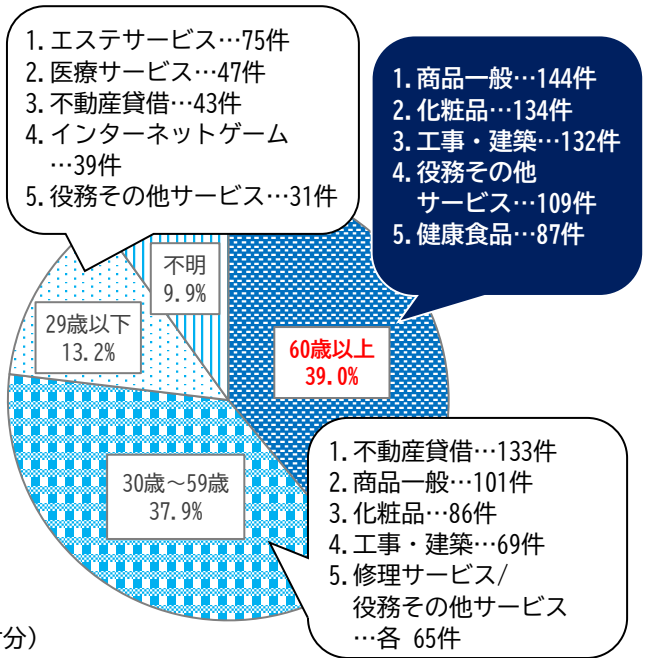 1.エステサービス…75件
2.医療サービス…47件
3.不動産貸借…43件
4.インターネットゲーム
…39件
5.役務その他サービス…31件
1.商品一般…144件
2.化粧品…134件
3.工事・建築…132件
4.役務その他
サービス…109件
5.健康食品…87件
不明
9.9%
29歳以下
13.2%
60歳以上
39.0%
30歳～59歳
37.9%
1.不動産貸借…133件
2.商品一般…101件
3.化粧品…86件
4.工事・建築…69件
5.修理サービス/
役務その他サービス
…各 65件
分）